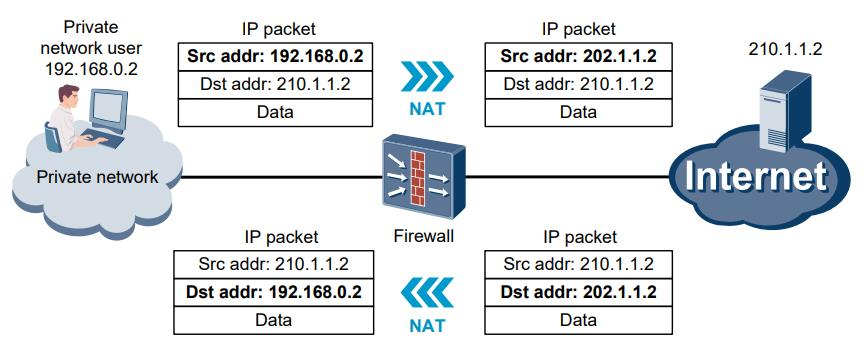 Private
network user
192.168.0.2
IP packet
Src addr: 192.168.0.2
Dst addr: 210.1.1.2
Data
NAT
IP packet
Src addr: 202.1.1.2
Dst addr: 210.1.1.2
Data
210.1.1.2
Private network
Firewall
Internet
IP packet
Src addr: 210.1.1.2
Dst addr: 192.168.0.2
Data
NAT
IP packet
Src addr: 210.1.1.2
Dst addr: 202.1.1.2
Data